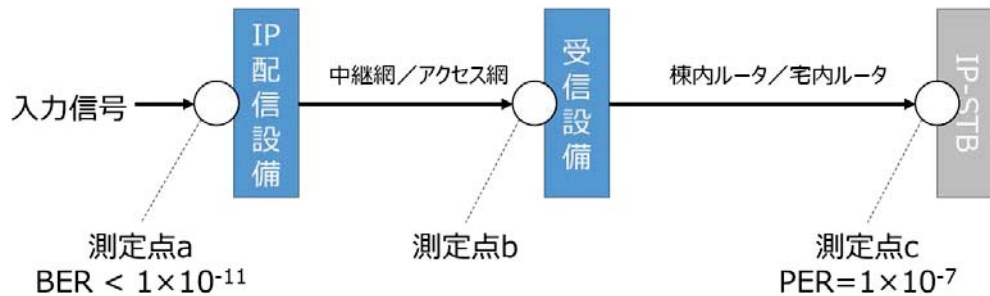 入力信号
IP配信設備
中継網／アクセス網
受信設備
棟内ルータ／宅内ルータ
IP-STB
測定点a
BER < 1×10⁻¹¹
測定点b
測定点c
PER=1×10⁻⁷